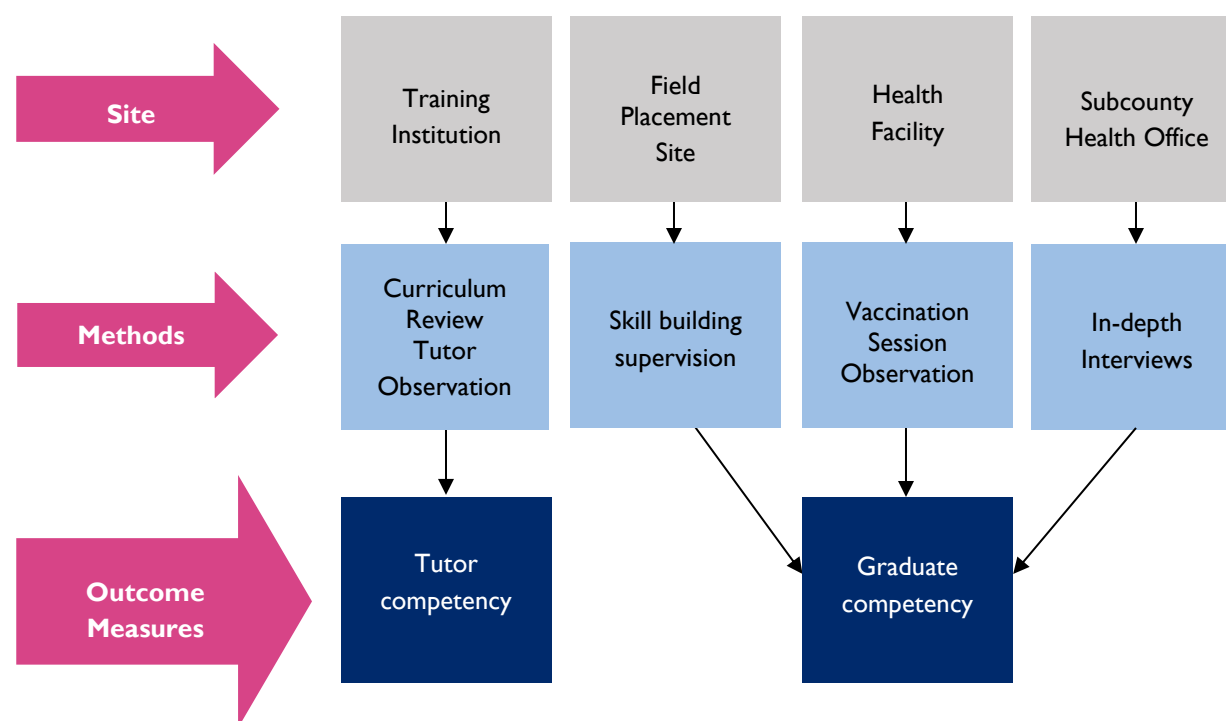 Site
Training
Institution
Field
Placement
Site
Health
Facility
Subcounty
Health Office
Methods
Curriculum
Review
Tutor
Observation
Skill building
supervision
Vaccination
Session
Observation
In-depth
Interviews
Outcome
Measures
Tutor
competency
Graduate
competency